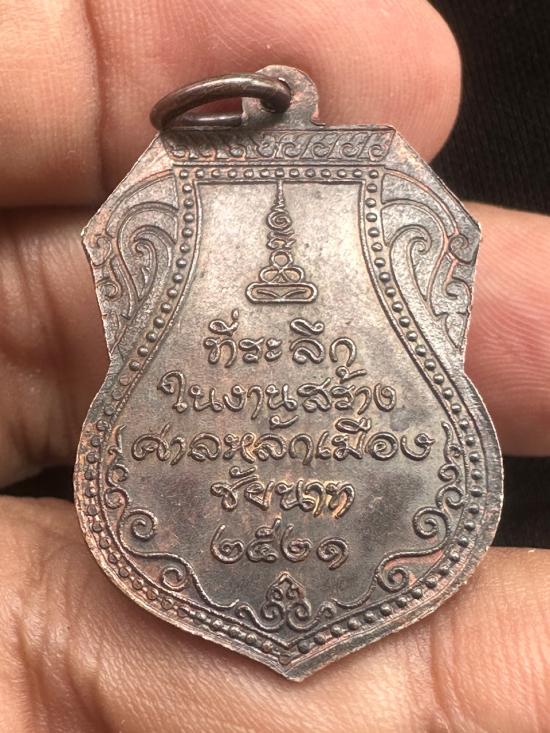 ที่ระลึก
ในงานสร้าง
ศาละหลักเมือง
ชัยนาท
๒๕๒๑